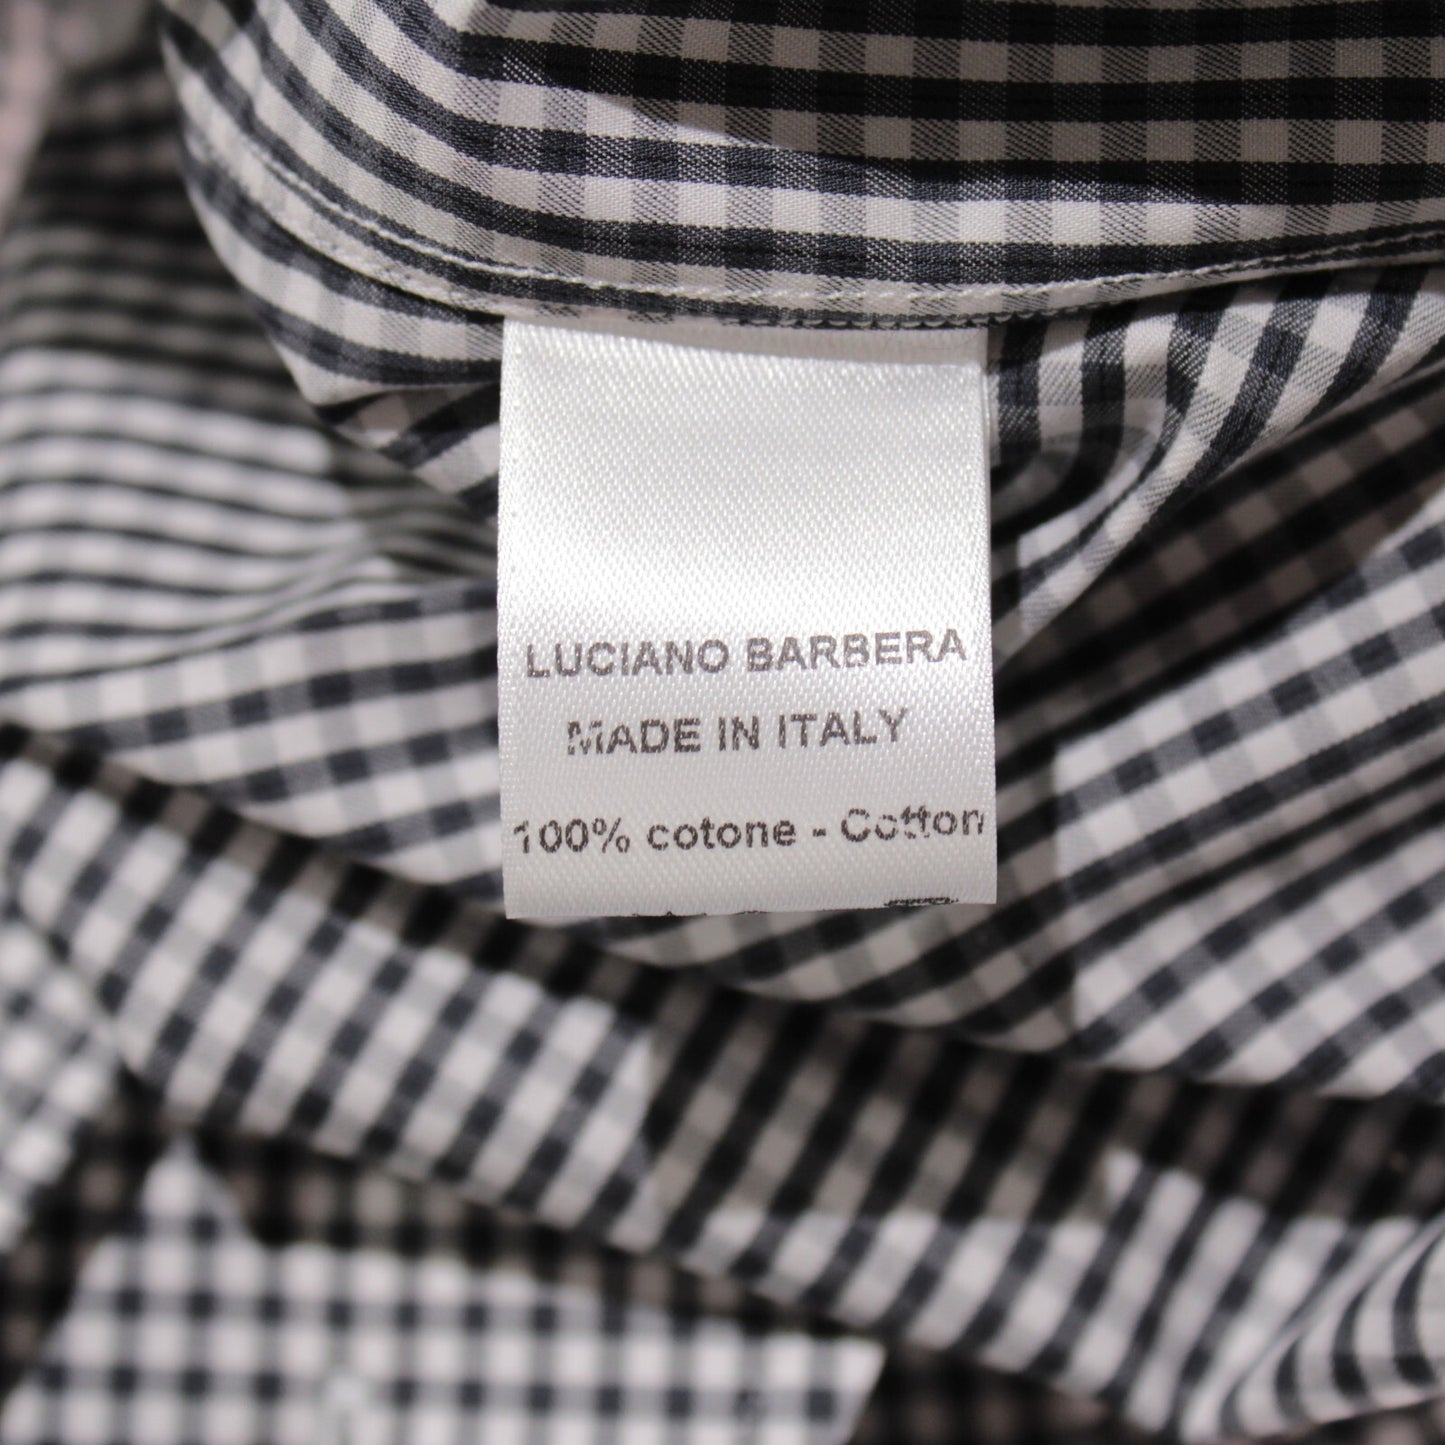 LUCIANO BARBERA
MADE IN ITALY
100% cotone - Cotton